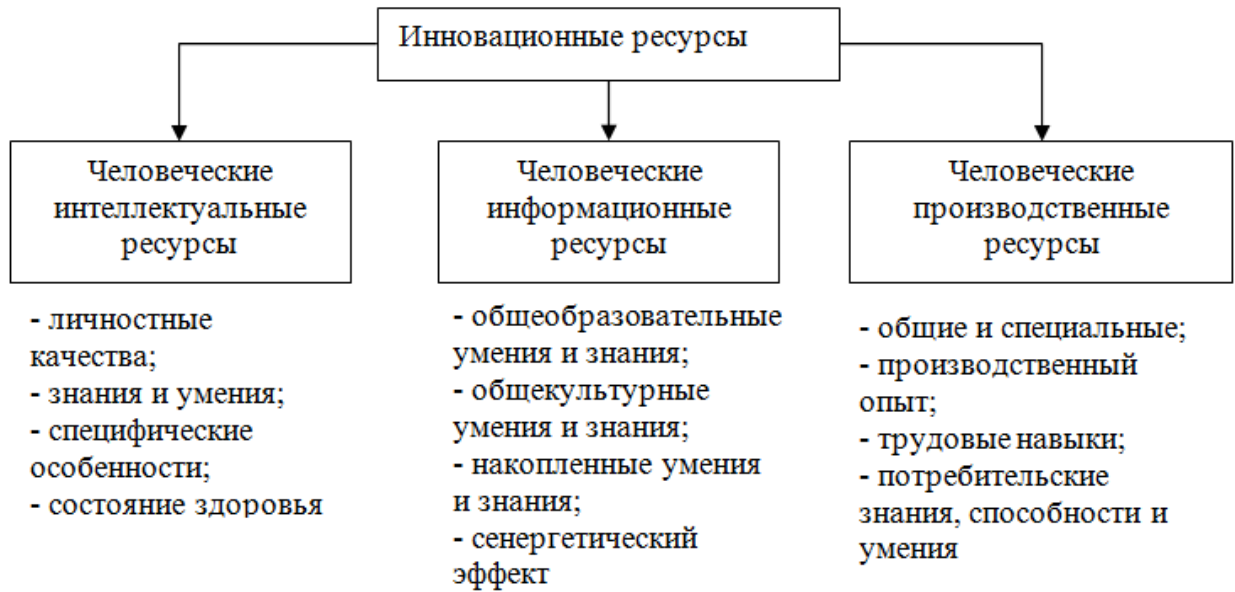 Инновационные ресурсы
Человеческие
интеллектуальные
ресурсы
- личностные
качества;
- знания и умения;
- специфические
особенности;
- состояние здоровья
Человеческие
информационные
ресурсы
- общеобразовательные
умения и знания;
- общекультурные
умения и знания;
- накопленные умения
и знания;
- сенергетический
эффект
Человеческие
производственные
ресурсы
- общие и специальные;
- производственный
опыт;
- трудовые навыки;
- потребительские
знания, способности и
умения